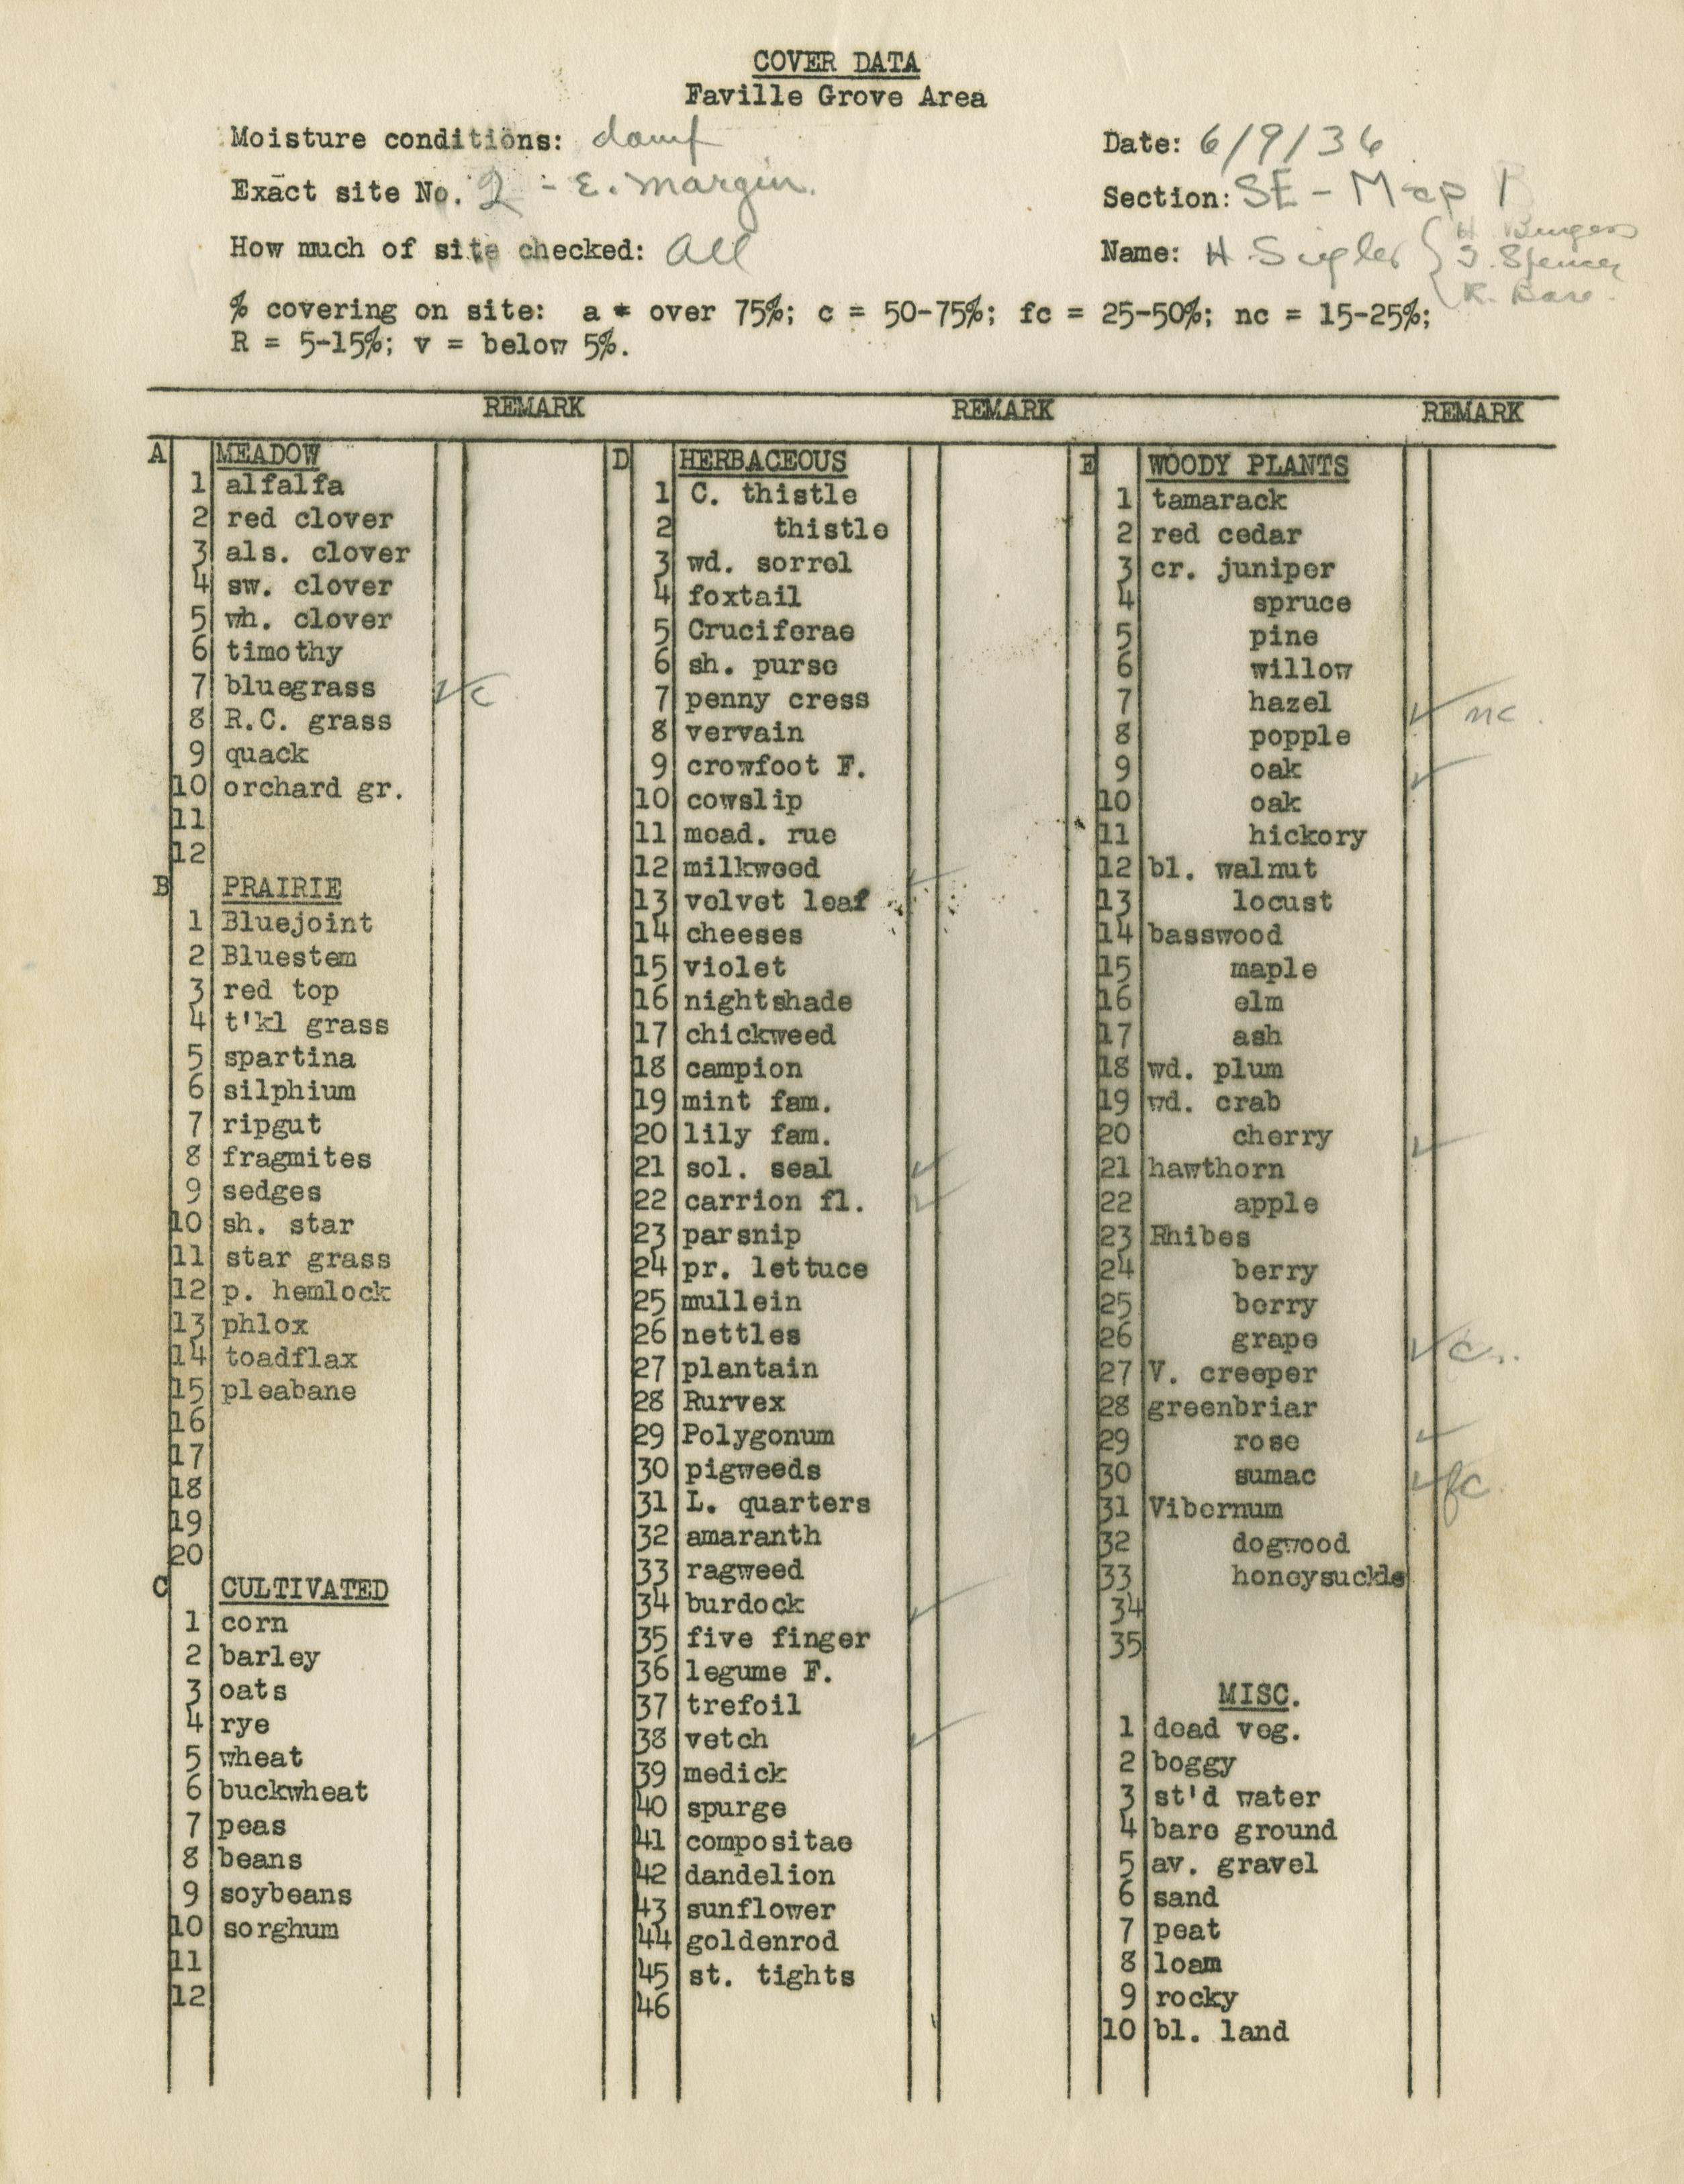 COVER DATA
Faville Grove Area
Moisture conditions: damp
Date: 6/9/36
Exact site No. 2 - E. margin.
Section: SE - Map
How much of site checked: all
Name: H. Sigler { H. Burgess
J. Spencer
K. Bare.
% covering on site: a = over 75%; c = 50-75%; fc = 25-50%; nc = 15-25%;
R = 5-15%; v = below 5%.
REMARK REMARK REMARK
A MEADOW
1 alfalfa
2 red clover
3 als. clover
4 sw. clover
5 wh. clover
6 timothy
7 bluegrass ✓ c
8 R.C. grass
9 quack
10 orchard gr.
11
12
B PRAIRIE
1 Bluejoint
2 Bluestem
3 red top
4 t'kl grass
5 spartina
6 silphium
7 ripgut
8 fragmites
9 sedges
10 sh. star
11 star grass
12 p. hemlock
13 phlox
14 toadflax
15 pleabane
16
17
18
19
20
C CULTIVATED
1 corn
2 barley
3 oats
4 rye
5 wheat
6 buckwheat
7 peas
8 beans
9 soybeans
10 sorghum
11
12
D HERBACEOUS
1 C. thistle
2 thistle
3 wd. sorrel
4 foxtail
5 Cruciferae
6 sh. purse
7 penny cress
8 vervain
9 crowfoot F.
10 cowslip
11 mead. rue
12 milkweed ✓
13 velvet leaf
14 cheeses
15 violet
16 nightshade
17 chickweed
18 campion
19 mint fam.
20 lily fam.
21 sol. seal ✓
22 carrion fl. ✓
23 parsnip
24 pr. lettuce
25 mullein
26 nettles
27 plantain
28 Rurvex
29 Polygonum
30 pigweeds
31 L. quarters
32 amaranth
33 ragweed
34 burdock ✓
35 five finger
36 legume F.
37 trefoil
38 vetch ✓
39 medick
40 spurge
41 compositae
42 dandelion
43 sunflower
44 goldenrod
45 st. tights
46
E WOODY PLANTS
1 tamarack
2 red cedar
3 cr. juniper
4 spruce
5 pine
6 willow
7 hazel ✓ nc.
8 popple
9 oak ✓
10 oak
11 hickory
12 bl. walnut
13 locust
14 basswood
15 maple
16 elm
17 ash
18 wd. plum
19 wd. crab
20 cherry ✓
21 hawthorn
22 apple
23 Rhibes
24 berry
25 berry
26 grape ✓ c.
27 V. creeper
28 greenbriar
29 rose ✓
30 sumac ✓ fc.
31 Vibernum
32 dogwood
33 honeysuckle
34
35
MISC.
1 dead veg.
2 boggy
3 st'd water
4 bare ground
5 av. gravel
6 sand
7 peat
8 loam
9 rocky
10 bl. land